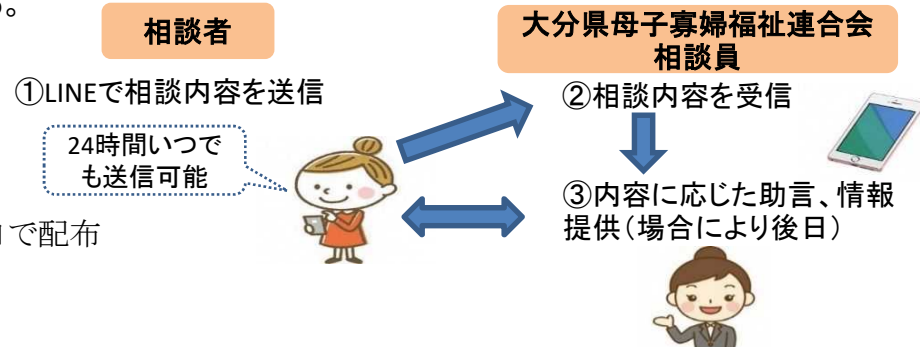 。
相談者
大分県母子寡婦福祉連合会
相談員
①LINEで相談内容を送信
②相談内容を受信
24時間いつで
も送信可能
③内容に応じた助言、情報
提供(場合により後日)
で配布